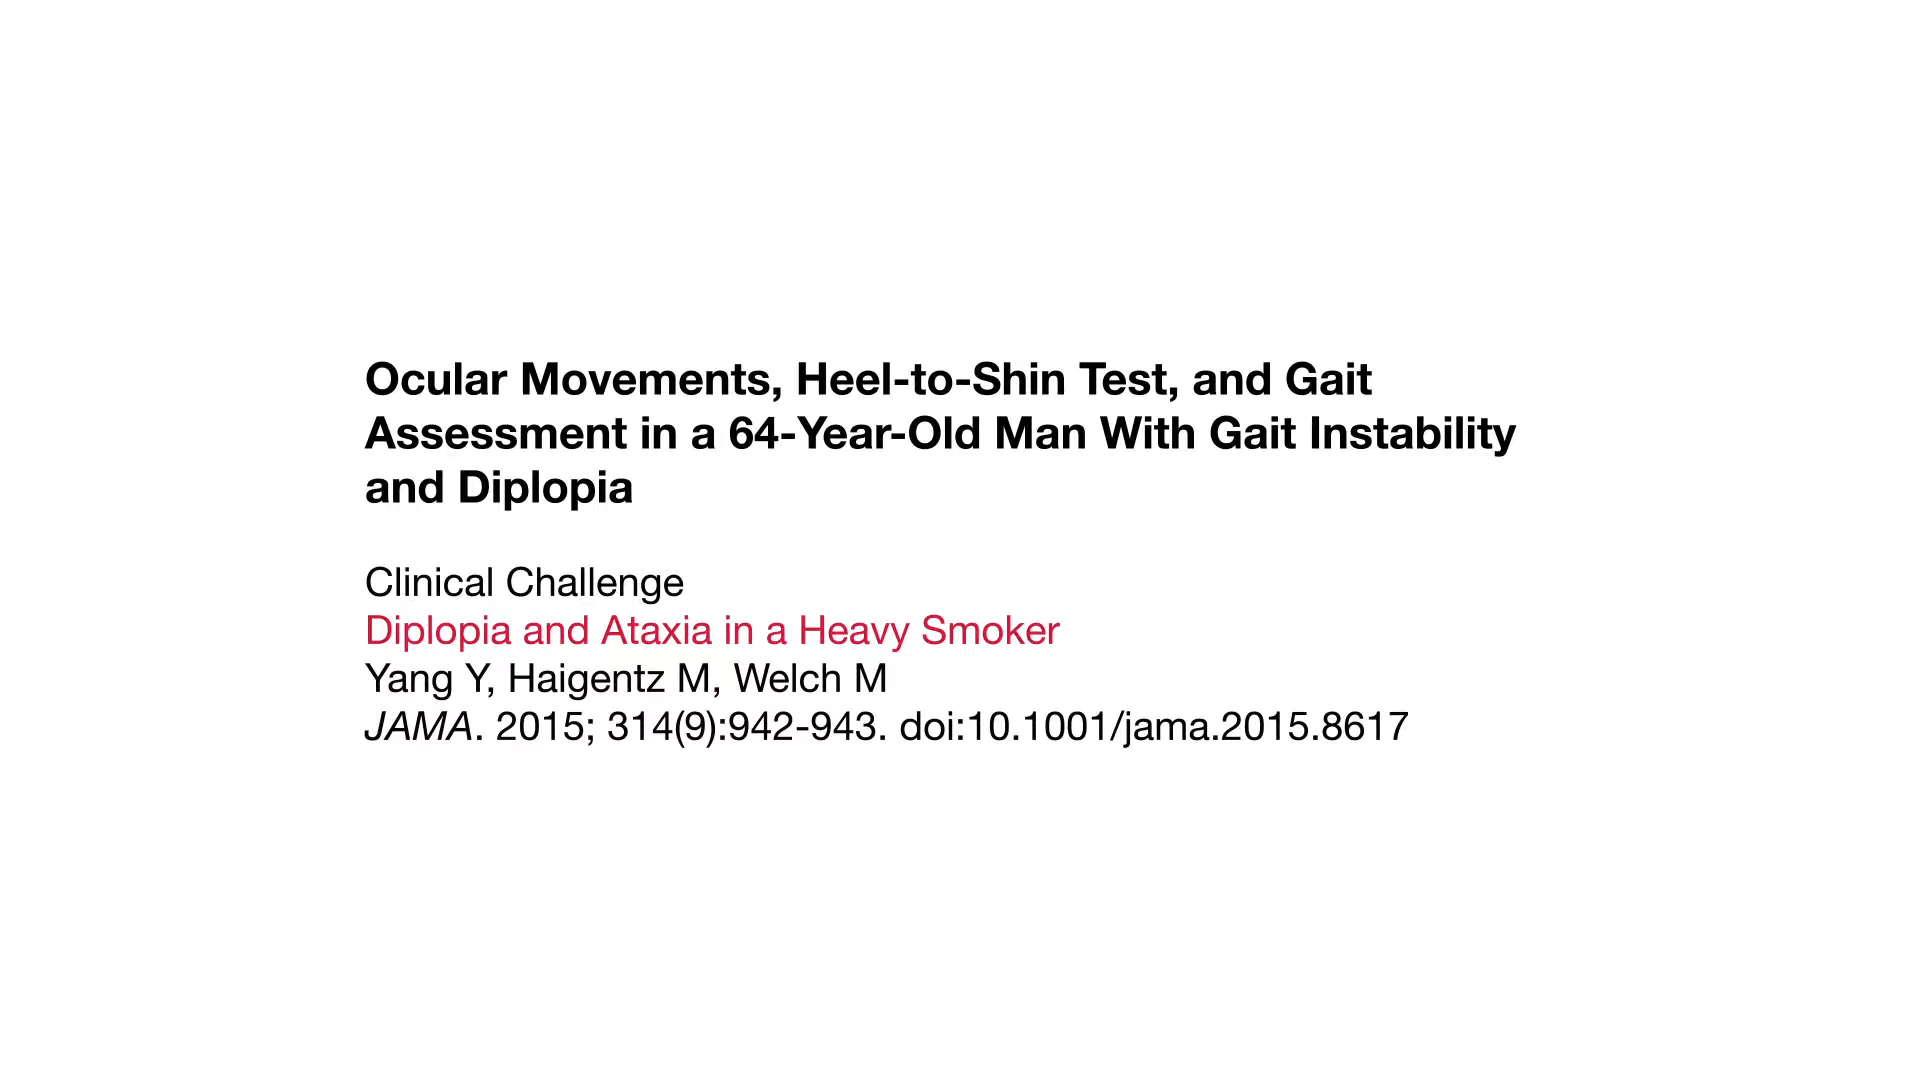 Ocular Movements, Heel-to-Shin Test, and Gait
Assessment in a 64-Year-Old Man With Gait Instability
and Diplopia
Clinical Challenge
Diplopia and Ataxia in a Heavy Smoker
Yang Y, Haigentz M, Welch M
JAMA. 2015; 314(9):942-943. doi:10.1001/jama.2015.8617